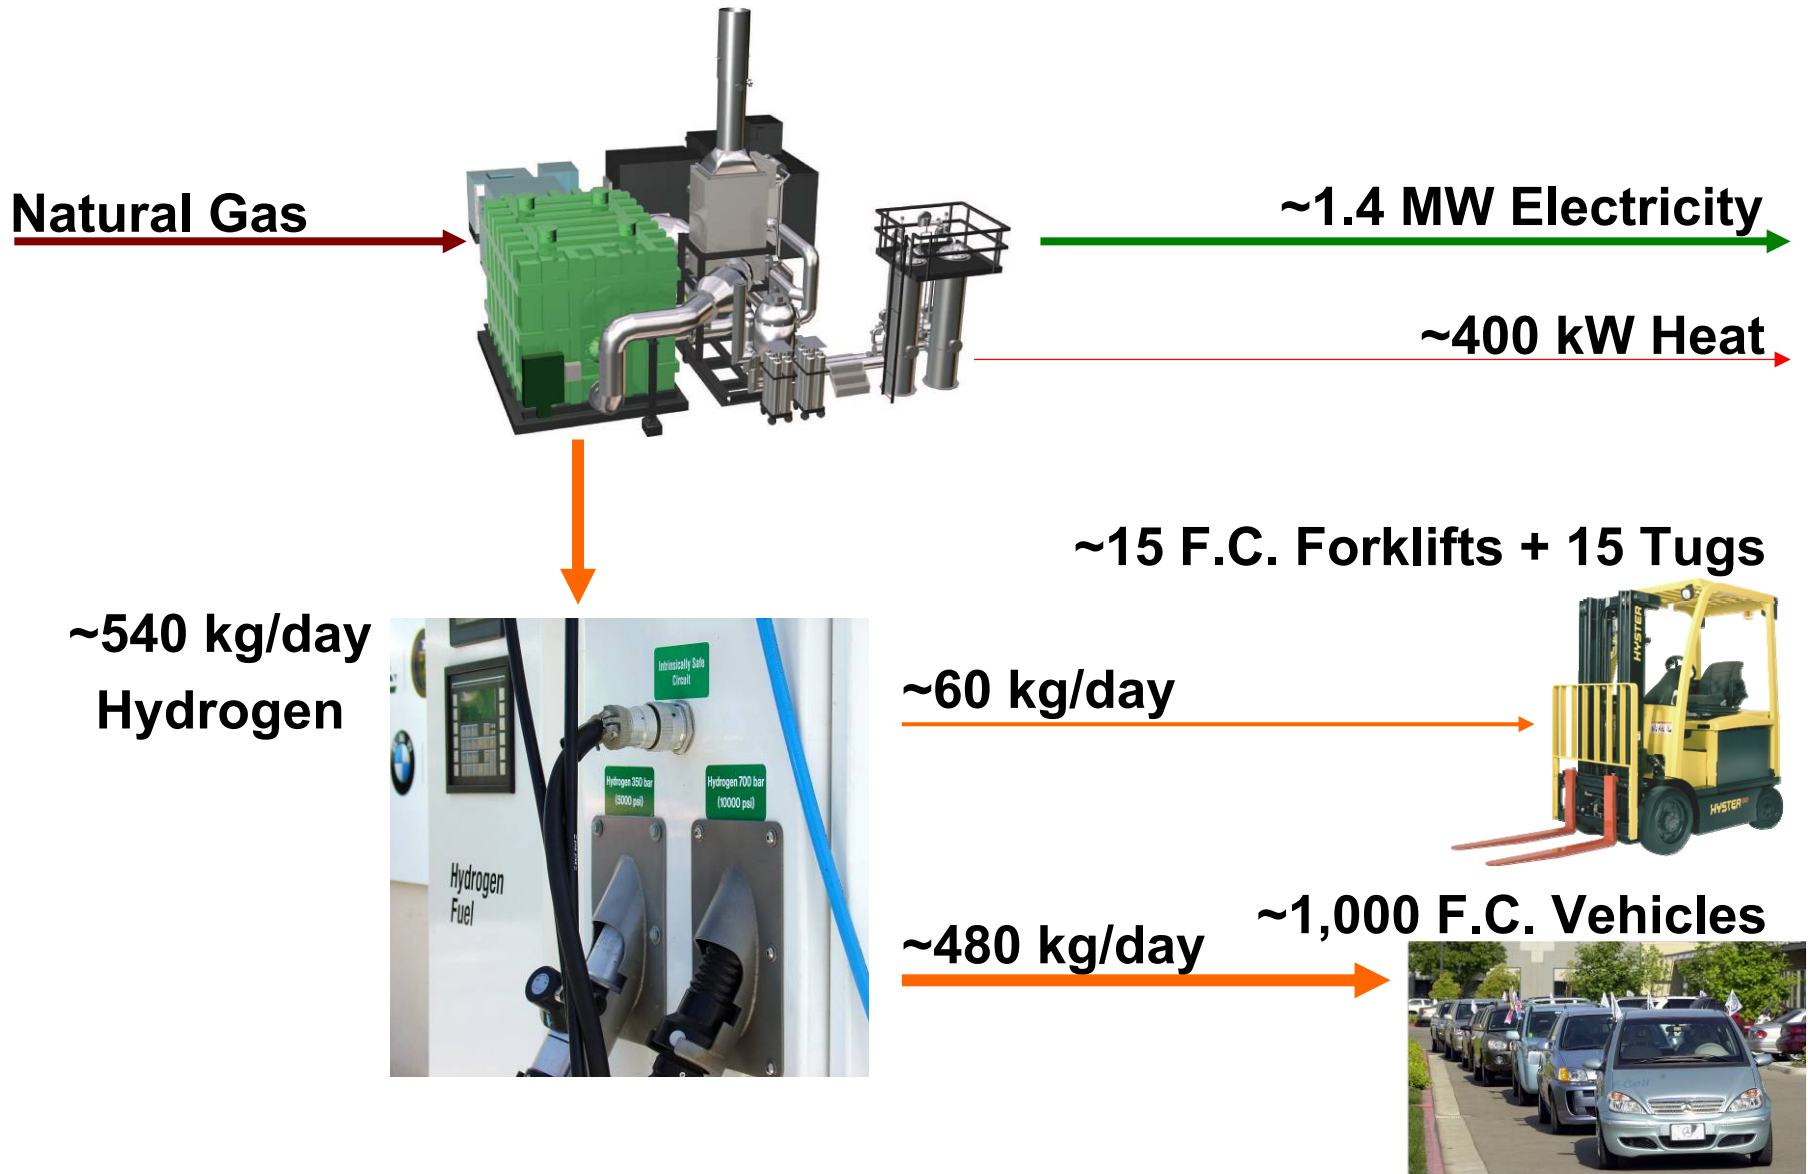 Natural Gas
~1.4 MW Electricity
~400 kW Heat
~15 F.C. Forklifts + 15 Tugs
~540 kg/day
Hydrogen
Intrinsically Safe
Circuit
~60 kg/day
HYSTER
Hydrogen 350 bar
(5000 psi)
Hydrogen 700 bar
(10000 psi)
HYSTER
Hydrogen
Fuel
~1,000 F.C. Vehicles
~480 kg/day